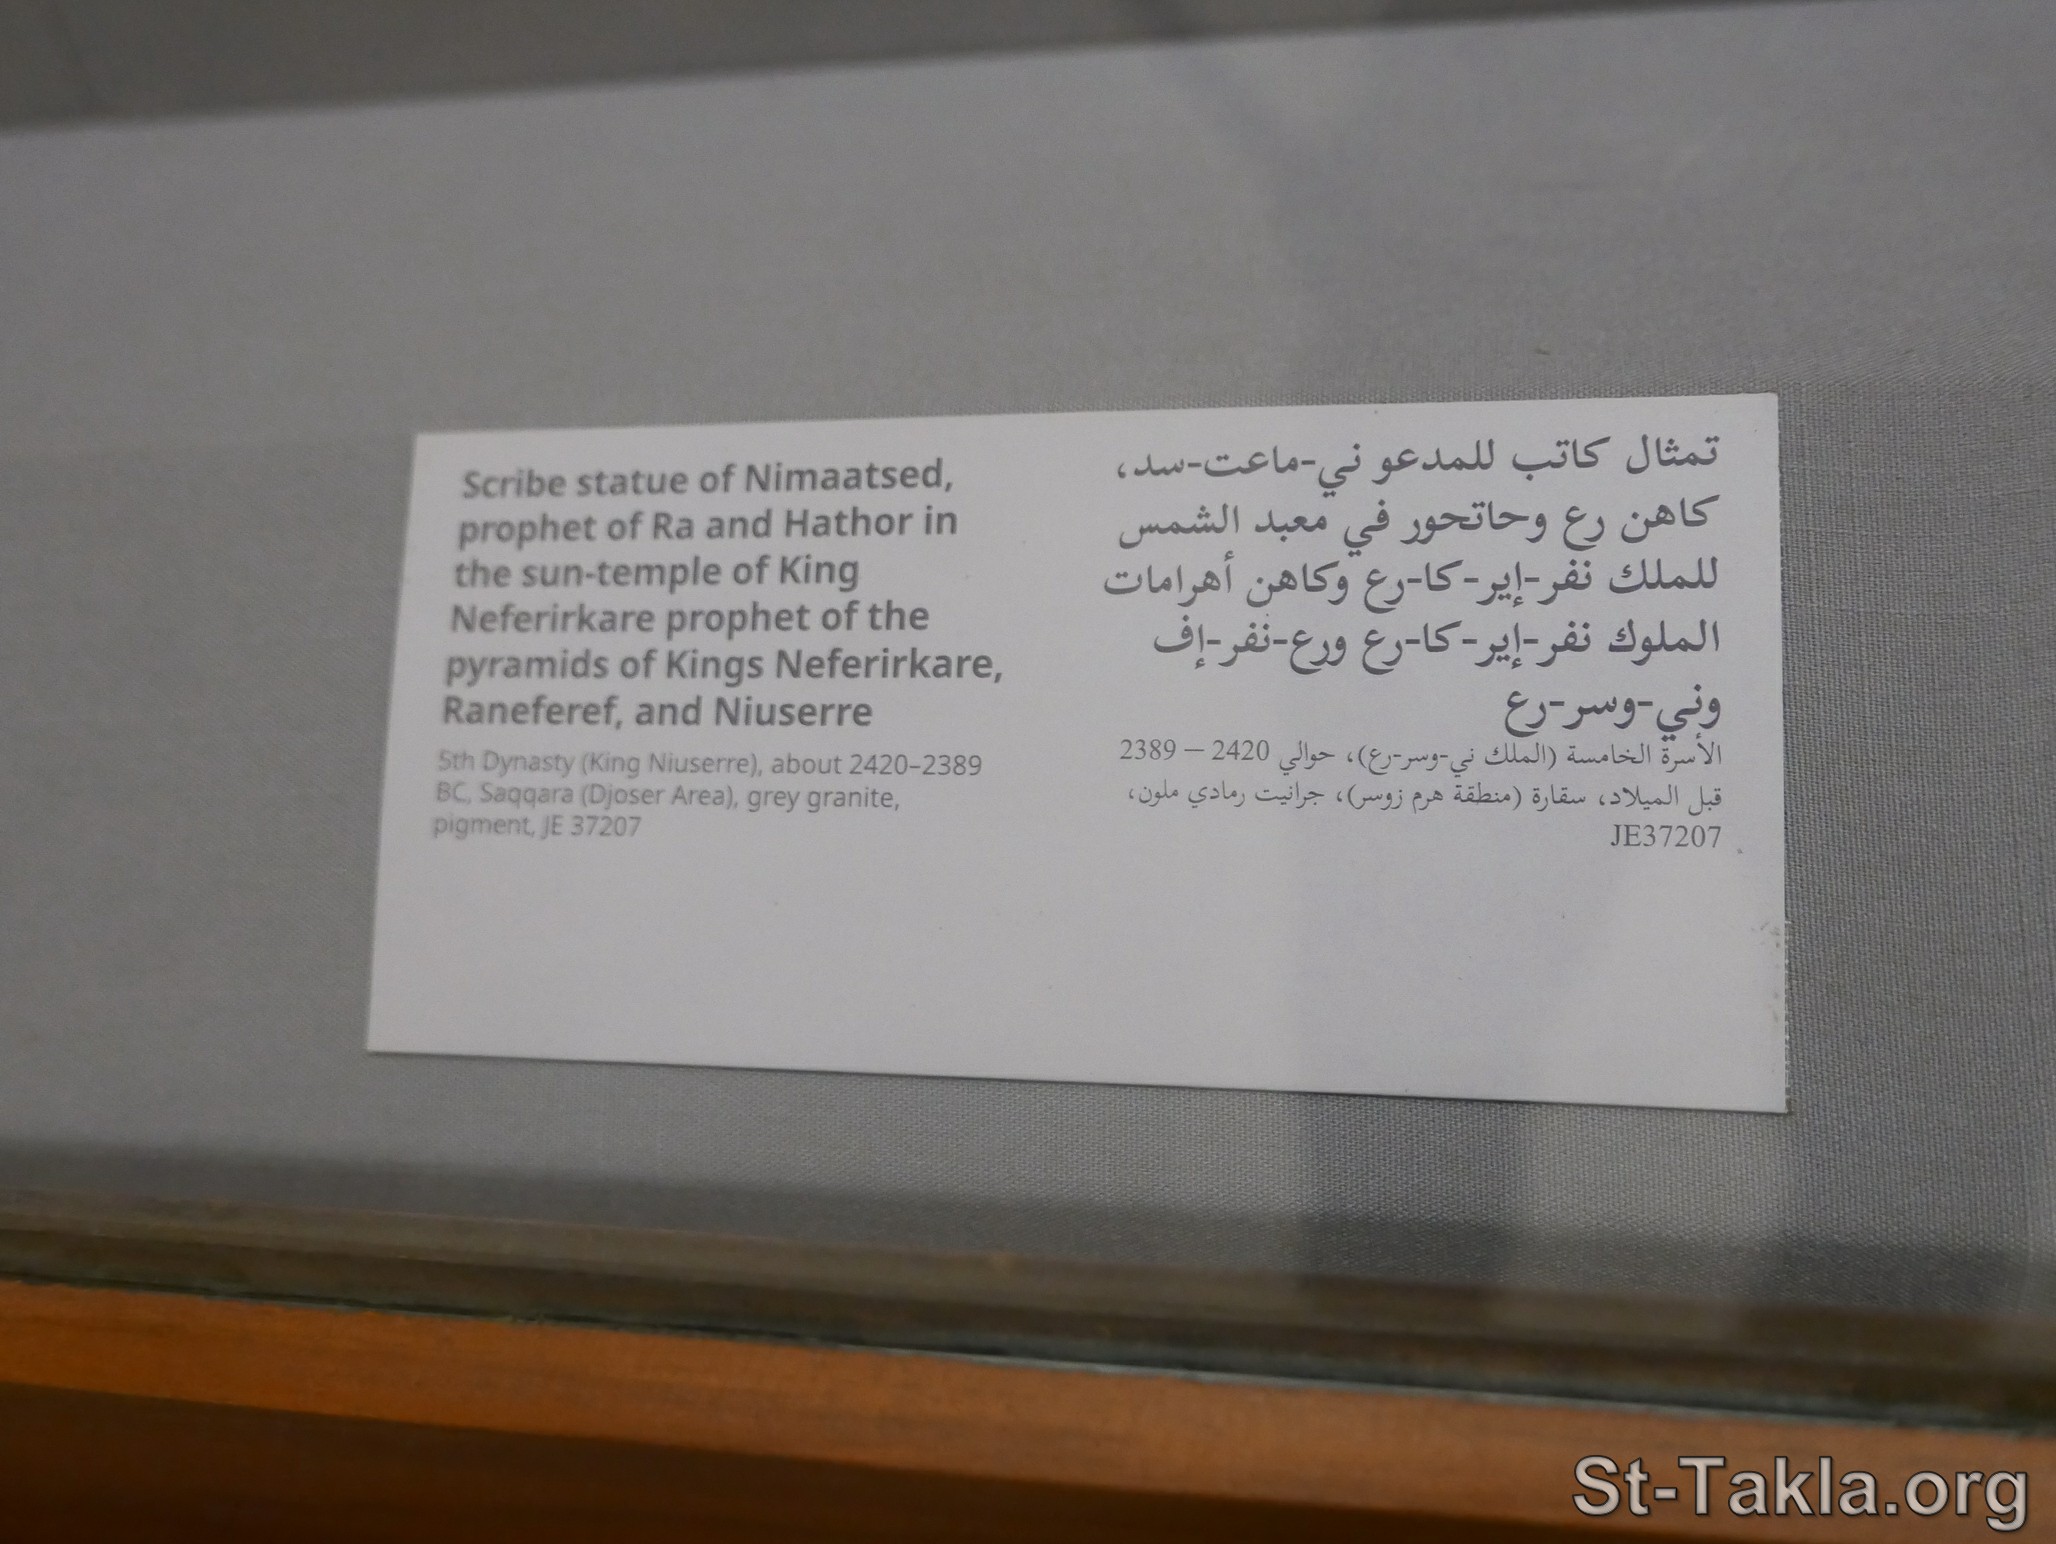 Scribe statue of Nimaatsed,
prophet of Ra and Hathor in
the sun-temple of King
Neferirkare prophet of the
pyramids of Kings Neferirkare,
Raneferef, and Niuserre
5th Dynasty (King Niuserre), about 2420–2389
BC, Saqqara (Djoser Area), grey granite,
pigment, JE 37207
تمثال كاتب للمدعو ني-ماعت-سد،
كاهن رع وحاتحور في معبد الشمس
للملك نفر-إير-كا-رع وكاهن أهرامات
الملوك نفر-إير-كا-رع ورع-نفر-إف
وني-وسر-رع
الأسرة الخامسة (الملك ني-وسر-رع)، حوالي 2420 – 2389
قبل الميلاد، سقارة (منطقة هرم زوسر)، جرانيت رمادي ملون،
JE37207
St-Takla.org